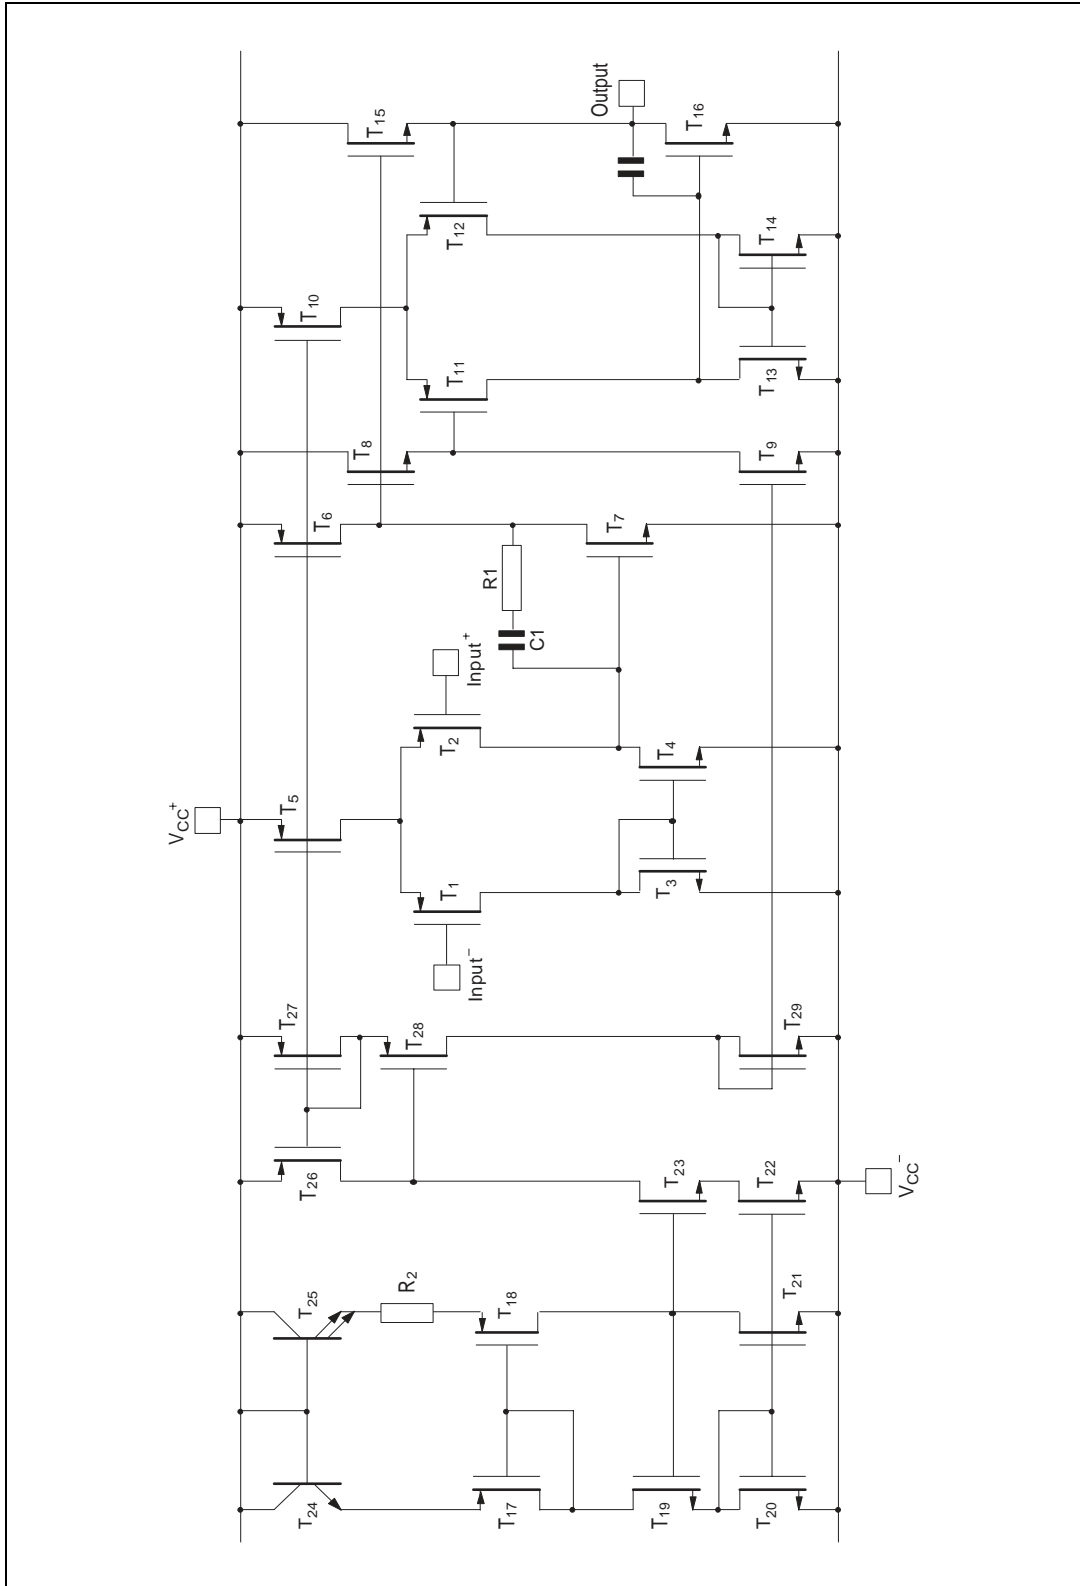 Output
T15
T16
T12
T14
T10
T11
T13
T8
T9
T6
T7
R1
C1
Input+
T2
T4
VCC+
T5
T1
T3
Input−
T27
T28
T29
T26
T23
T22
VCC−
T25
R2
T18
T21
T24
T17
T19
T20